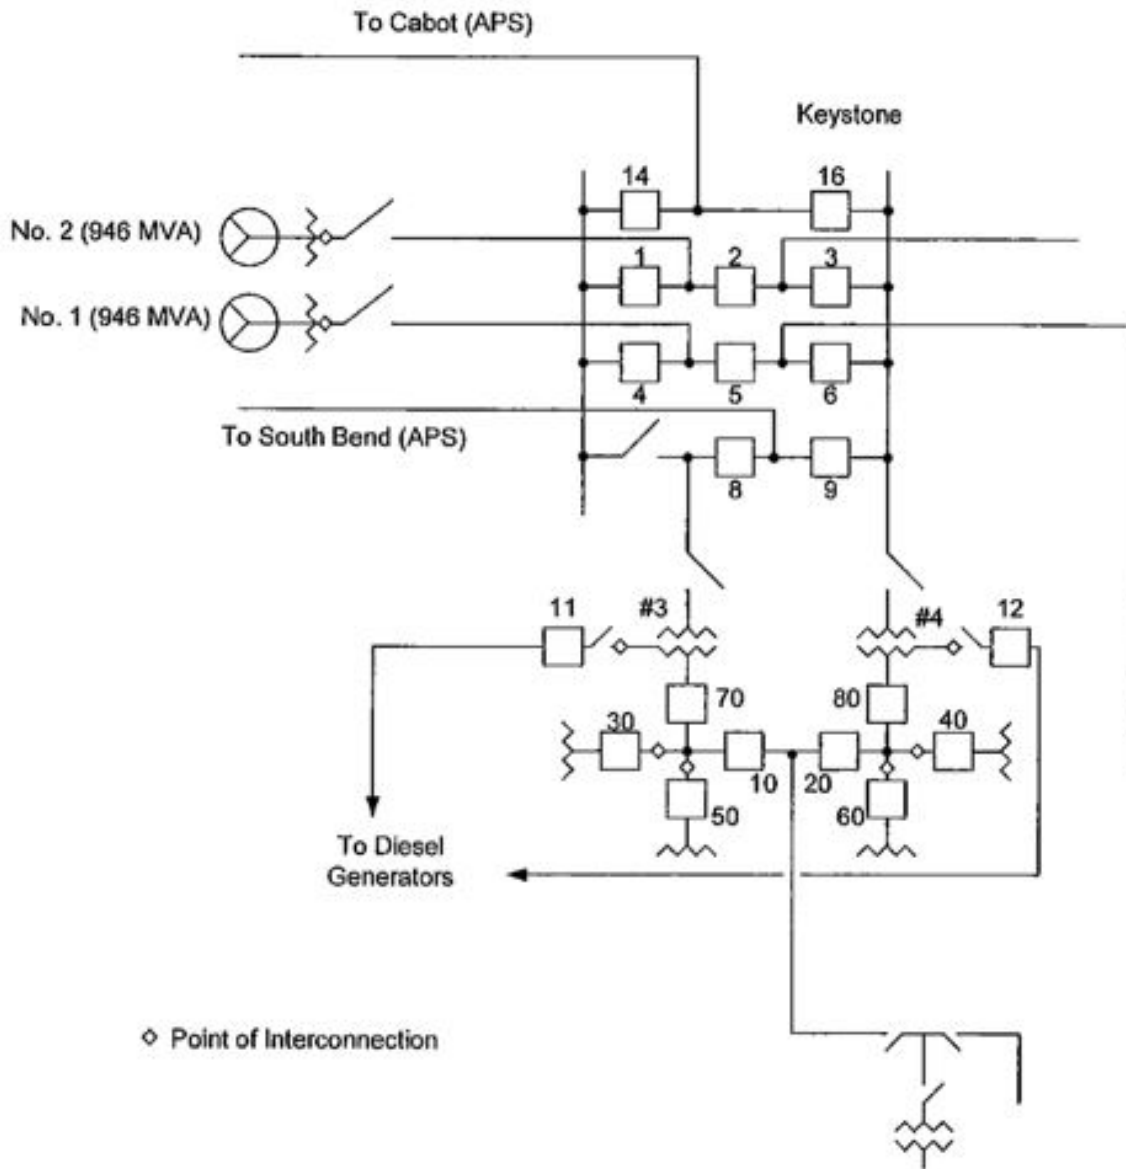 To Cabot (APS)
Keystone
14
16
No. 2 (946 MVA)
1
2
3
No. 1 (946 MVA)
4
5
6
To South Bend (APS)
8
9
11
#3
#4
12
70
80
30
40
10
20
50
60
To Diesel
Generators
Point of Interconnection